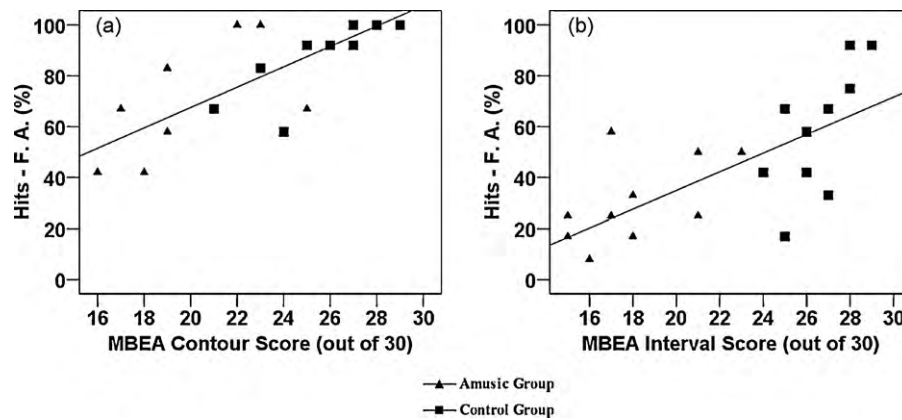 (a)
Hits - F. A. (%)
100
80
60
40
20
0
16 18 20 22 24 26 28 30
MBEA Contour Score (out of 30)
(b)
Hits - F. A. (%)
100
80
60
40
20
0
16 18 20 22 24 26 28 30
MBEA Interval Score (out of 30)
Amusic Group
Control Group